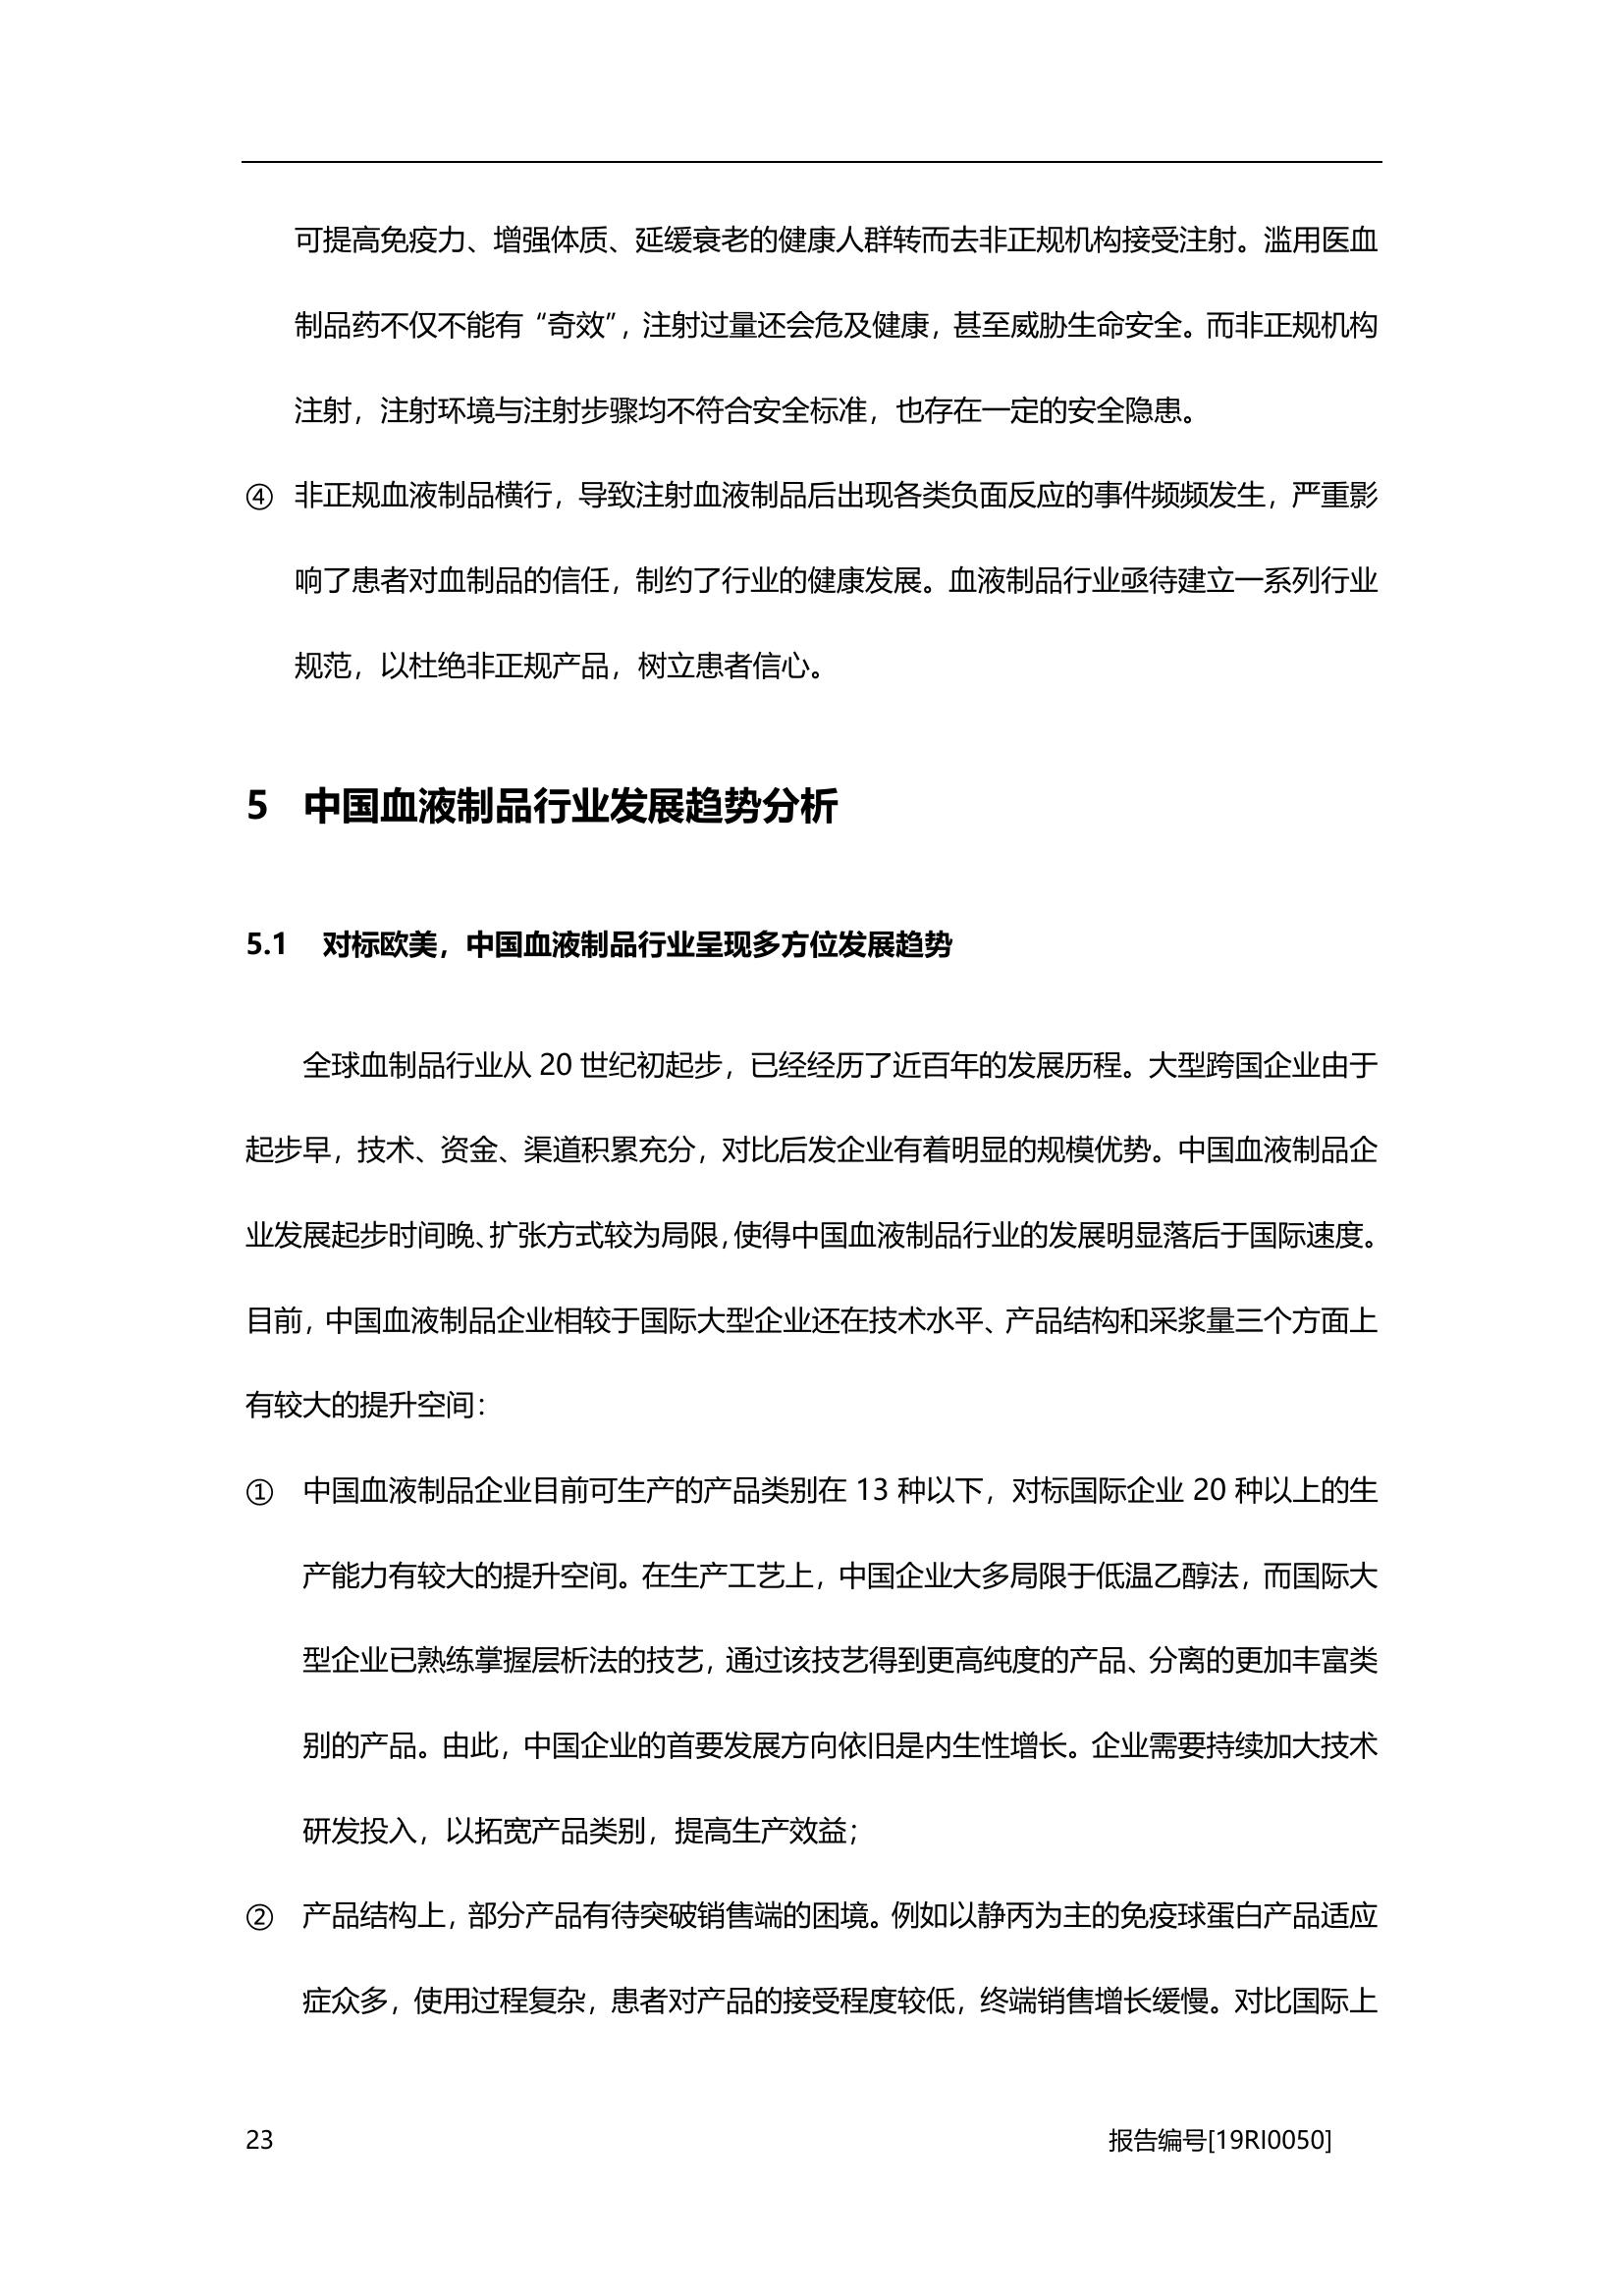 可提高免疫力、增强体质、延缓衰老的健康人群转而去非正规机构接受注射。滥用医血
制品药不仅不能有“奇效”，注射过量还会危及健康，甚至威胁生命安全。而非正规机构
注射，注射环境与注射步骤均不符合安全标准，也存在一定的安全隐患。
④ 非正规血液制品横行，导致注射血液制品后出现各类负面反应的事件频频发生，严重影
响了患者对血制品的信任，制约了行业的健康发展。血液制品行业亟待建立一系列行业
规范，以杜绝非正规产品，树立患者信心。
5 中国血液制品行业发展趋势分析
5.1 对标欧美，中国血液制品行业呈现多方位发展趋势
全球血制品行业从 20 世纪初起步，已经经历了近百年的发展历程。大型跨国企业由于
起步早，技术、资金、渠道积累充分，对比后发企业有着明显的规模优势。中国血液制品企
业发展起步时间晚、扩张方式较为局限，使得中国血液制品行业的发展明显落后于国际速度。
目前，中国血液制品企业相较于国际大型企业还在技术水平、产品结构和采浆量三个方面上
有较大的提升空间：
① 中国血液制品企业目前可生产的产品类别在 13 种以下，对标国际企业 20 种以上的生
产能力有较大的提升空间。在生产工艺上，中国企业大多局限于低温乙醇法，而国际大
型企业已熟练掌握层析法的技艺，通过该技艺得到更高纯度的产品、分离的更加丰富类
别的产品。由此，中国企业的首要发展方向依旧是内生性增长。企业需要持续加大技术
研发投入，以拓宽产品类别，提高生产效益；
② 产品结构上，部分产品有待突破销售端的困境。例如以静丙为主的免疫球蛋白产品适应
症众多，使用过程复杂，患者对产品的接受程度较低，终端销售增长缓慢。对比国际上
23 报告编号[19RI0050]